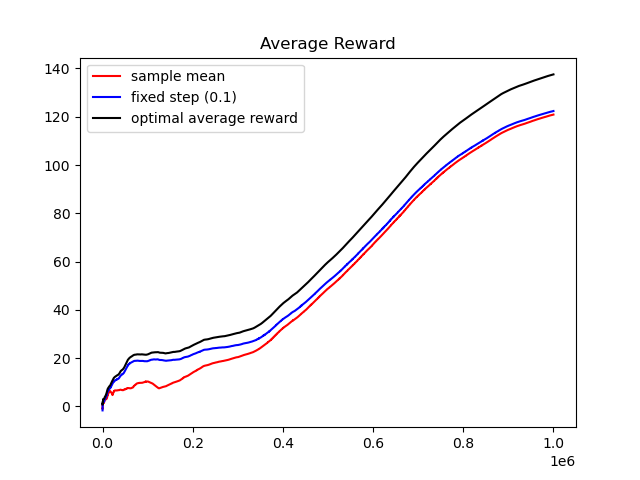 Average Reward
sample mean
fixed step (0.1)
optimal average reward
140
120
100
80
60
40
20
0
0.0 0.2 0.4 0.6 0.8 1.0
1e6